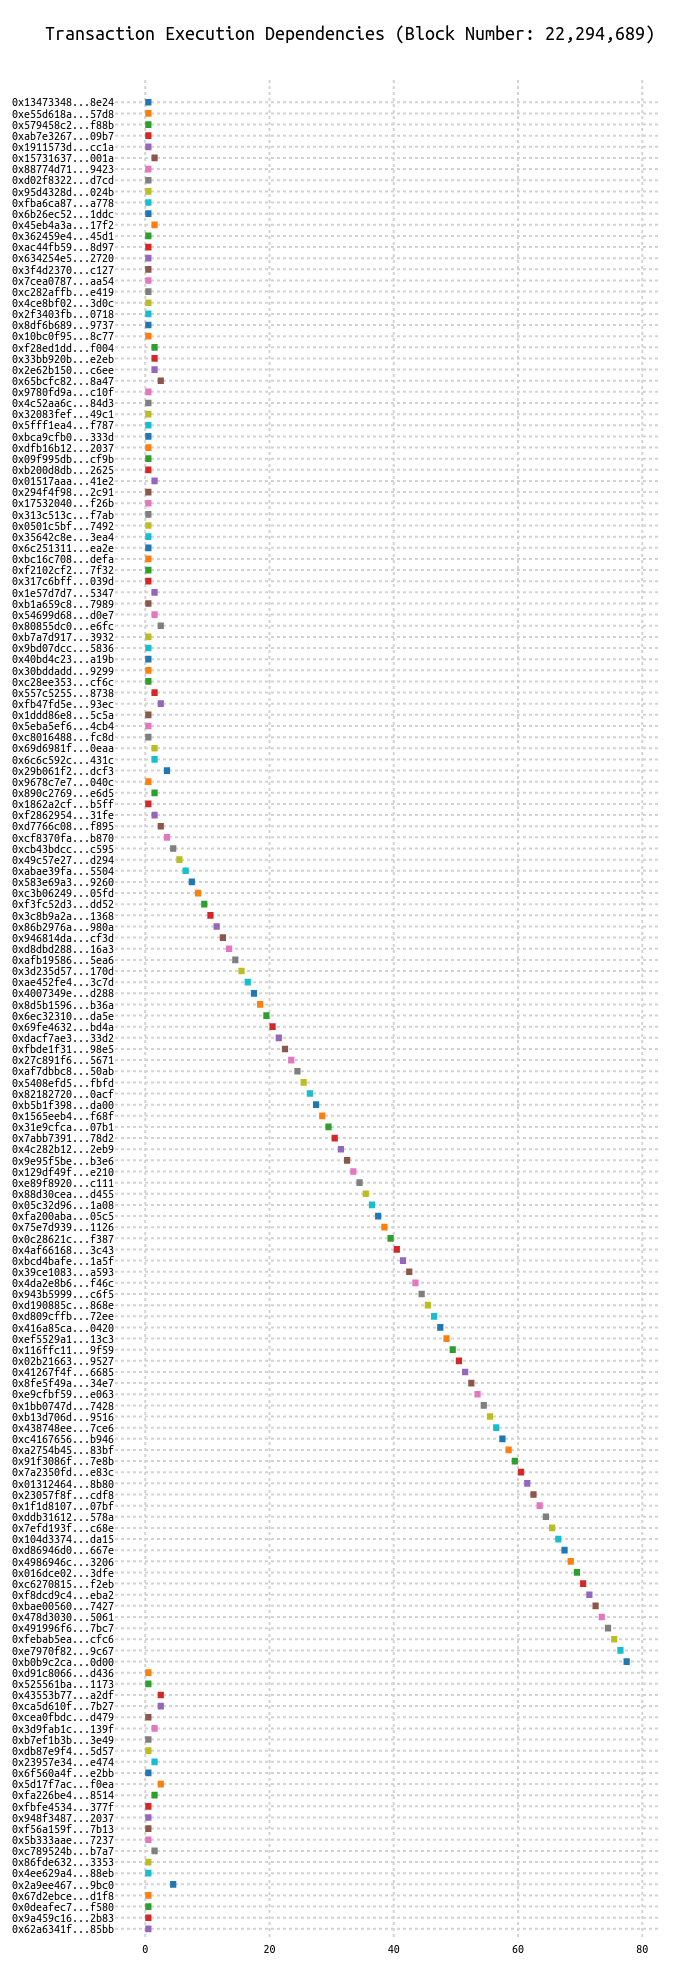 Transaction Execution Dependencies (Block Number: 22,294,689)
0x13473348...8e24
0xe55d618a...57d8
0x579458c2...f88b
0xab7e3267...09b7
0x1911573d...cc1a
0x15731637...001a
0x88774d71...9423
0xd02f8322...d7cd
0x95d4328d...024b
0xfba6ca87...a778
0x6b26ec52...1ddc
0x45eb4a3a...17f2
0x362459e4...45d1
0xac44fb59...8d97
0x634254e5...2720
0x3f4d2370...c127
0x7cea0787...aa54
0xc282affb...e419
0x4ce8bf02...3d0c
0x2f3403fb...0718
0x8df6b689...9737
0x10bc0f95...8c77
0xf28ed1dd...f004
0x33bb920b...e2eb
0x2e62b150...c6ee
0x65bcfc82...8a47
0x9780fd9a...c10f
0x4c52aa6c...84d3
0x32083fef...49c1
0x5fff1ea4...f787
0xbca9cfb0...333d
0xdfb16b12...2037
0x09f995db...cf9b
0xb200d8db...2625
0x01517aaa...41e2
0x294f4f98...2c91
0x17532040...f26b
0x313c513c...f7ab
0x0501c5bf...7492
0x35642c8e...3ea4
0x6c251311...ea2e
0xbc16c708...defa
0xf2102cf2...7f32
0x317c6bff...039d
0x1e57d7d7...5347
0xb1a659c8...7989
0x54699d68...d0e7
0x80855dc0...e6fc
0xb7a7d917...3932
0x9bd07dcc...5836
0x40bd4c23...a19b
0x30bddadd...9299
0xc28ee353...cf6c
0x557c5255...8738
0xfb47fd5e...93ec
0x1ddd86e8...5c5a
0x5eba5ef6...4cb4
0xc8016488...fc8d
0x69d6981f...0eaa
0x6c6c592c...431c
0x29b061f2...dcf3
0x9678c7e7...040c
0x890c2769...e6d5
0x1862a2cf...b5ff
0xf2862954...31fe
0xd7766c08...f895
0xcf8370fa...b870
0xcb43bdcc...c595
0x49c57e27...d294
0xabae39fa...5504
0x583e69a3...9260
0xc3b06249...05fd
0xf3fc52d3...dd52
0x3c8b9a2a...1368
0x86b2976a...980a
0x946814da...cf3d
0xd8dbd288...16a3
0xafb19586...5ea6
0x3d235d57...170d
0xae452fe4...3c7d
0x4007349e...d288
0x8d5b1596...b36a
0x6ec32310...da5e
0x69fe4632...bd4a
0xdacf7ae3...33d2
0xfbde1f31...98e5
0x27c891f6...5671
0xaf7dbbc8...50ab
0x5408efd5...fbfd
0x82182720...0acf
0xb5b1f398...da00
0x1565eeb4...f68f
0x31e9cfca...07b1
0x7abb7391...78d2
0x4c282b12...2eb9
0x9e95f5be...b3e6
0x129df49f...e210
0xe89f8920...c111
0x88d30cea...d455
0x05c32d96...1a08
0xfa200aba...05c5
0x75e7d939...1126
0x0c28621c...f387
0x4af66168...3c43
0xbcd4bafe...1a5f
0x39ce1083...a593
0x4da2e8b6...f46c
0x943b5999...c6f5
0xd190885c...868e
0xd809cffb...72ee
0x416a85ca...0420
0xef5529a1...13c3
0x116ffc11...9f59
0x02b21663...9527
0x41267f4f...6685
0x8fe5f49a...34e7
0xe9cfbf59...e063
0x1bb0747d...7428
0xb13d706d...9516
0x438748ee...7ce6
0xc4167656...b946
0xa2754b45...83bf
0x91f3086f...7e8b
0x7a2350fd...e83c
0x01312464...8b80
0x23057f8f...cdf8
0x1f1d8107...07bf
0xddb31612...578a
0x7efd193f...c68e
0x104d3374...da15
0xd86946d0...667e
0x4986946c...3206
0x016dce02...3dfe
0xc6270815...f2eb
0xf8dcd9c4...eba2
0xbae00560...7427
0x478d3030...5061
0x491996f6...7bc7
0xfebab5ea...cfc6
0xe7970f82...9c67
0xb0b9c2ca...0d00
0xd91c8066...d436
0x525561ba...1173
0x43553b77...a2df
0xca5d610f...7b27
0xcea0fbdc...d479
0x3d9fab1c...139f
0xb7ef1b3b...3e49
0xdb87e9f4...5d57
0x23957e34...e474
0x6f560a4f...e2bb
0x5d17f7ac...f0ea
0xfa226be4...8514
0xfbfe4534...377f
0x948f3487...2037
0xf56a159f...7b13
0x5b333aae...7237
0xc789524b...b7a7
0x86fde632...3353
0x4ee629a4...88eb
0x2a9ee467...9bc0
0x67d2ebce...d1f8
0x0deafec7...f580
0x9a459c16...2b83
0x62a6341f...85bb
0 20 40 60 80